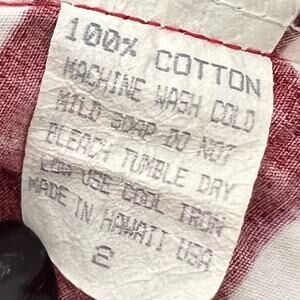 100% COTTON
MACHINE WASH COLD
MILD SOAP DO NOT
BLEACH TUMBLE DRY
LOW USE COOL IRON
MADE IN HAWAII USA
2